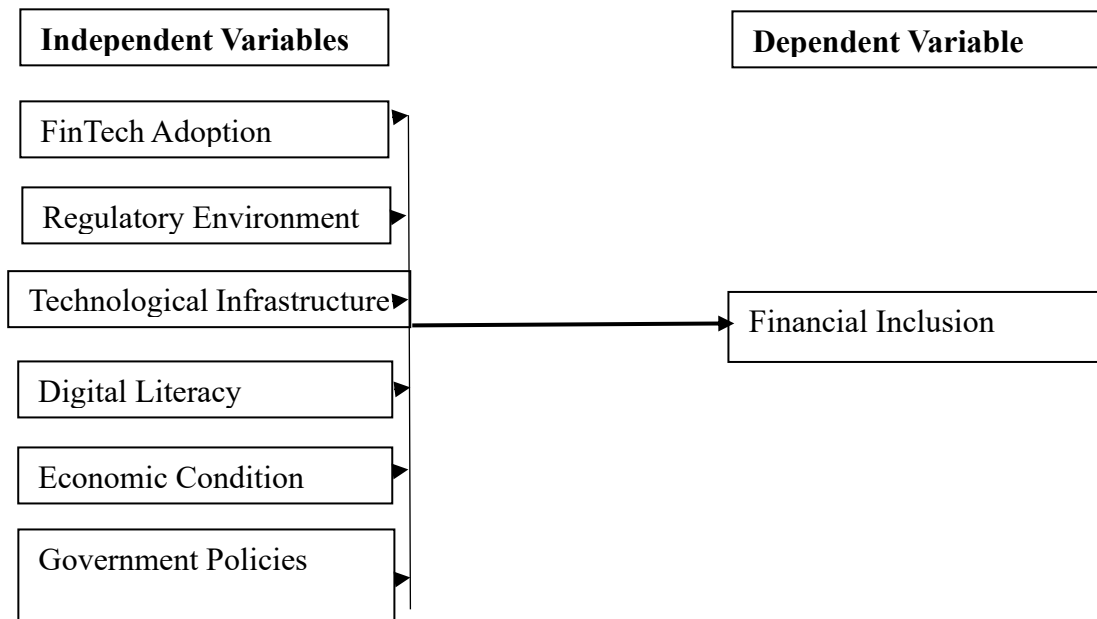 Independent Variables
Dependent Variable
FinTech Adoption
Regulatory Environment
Technological Infrastructure
Financial Inclusion
Digital Literacy
Economic Condition
Government Policies